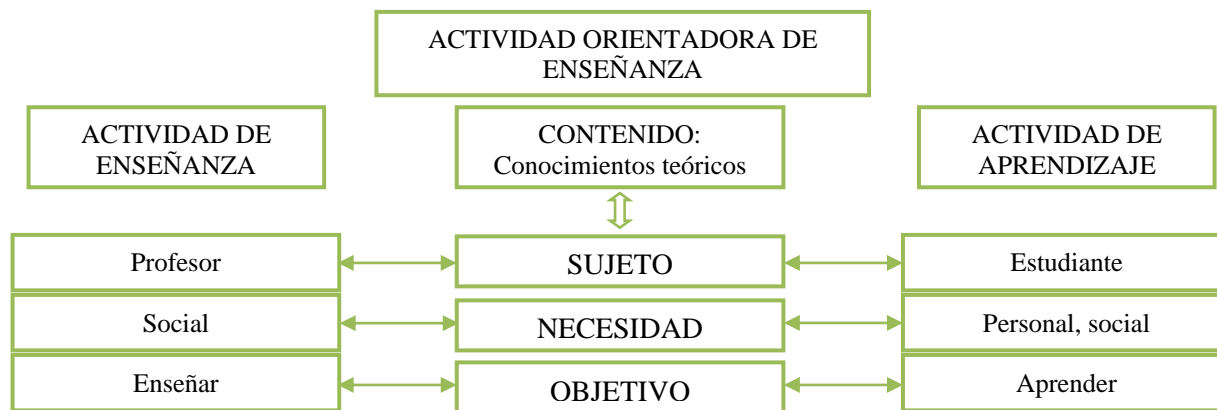 ACTIVIDAD ORIENTADORA DE
ENSEÑANZA
ACTIVIDAD DE
ENSEÑANZA
CONTENIDO:
Conocimientos teóricos
ACTIVIDAD DE
APRENDIZAJE
Profesor
SUJETO
Estudiante
Social
NECESIDAD
Personal, social
Enseñar
OBJETIVO
Aprender